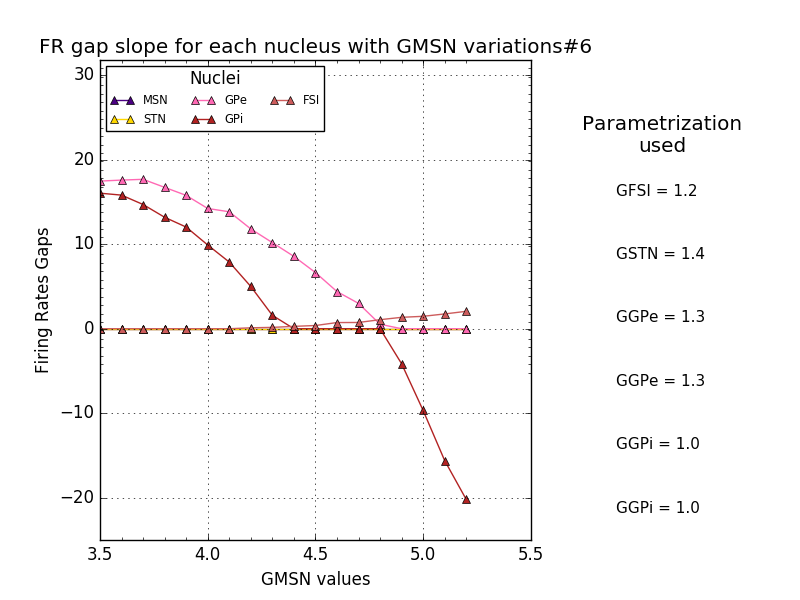 FR gap slope for each nucleus with GMSN variations#6
Nuclei
MSN GPe FSI
STN GPi
30
20
10
0
−10
−20
Firing Rates Gaps
3.5 4.0 4.5 5.0 5.5
GMSN values
Parametrization
used
GFSI = 1.2
GSTN = 1.4
GGPe = 1.3
GGPe = 1.3
GGPi = 1.0
GGPi = 1.0